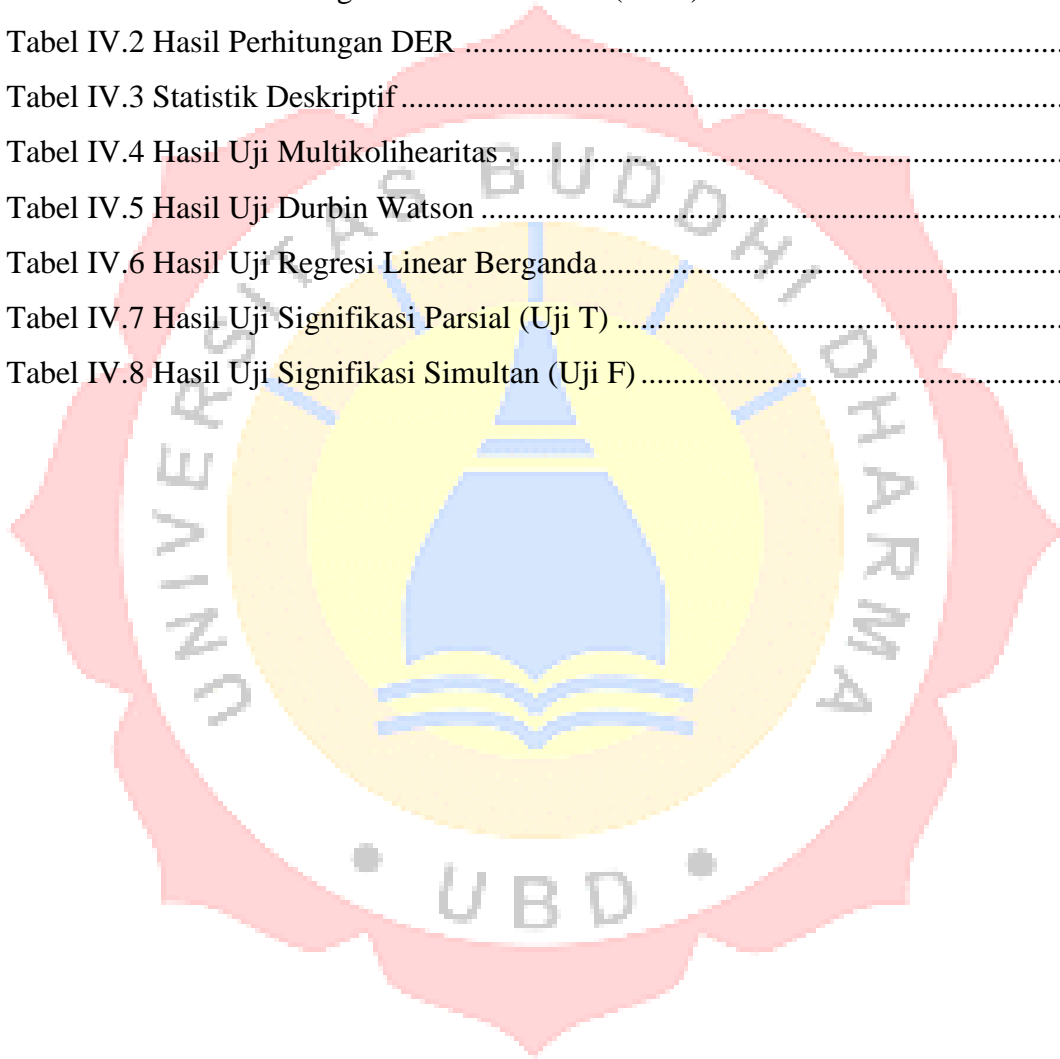 Tabel IV.2 Hasil Perhitungan DER
Tabel IV.3 Statistik Deskriptif
Tabel IV.4 Hasil Uji Multikolihearitas
Tabel IV.5 Hasil Uji Durbin Watson
Tabel IV.6 Hasil Uji Regresi Linear Berganda
Tabel IV.7 Hasil Uji Signifikasi Parsial (Uji T)
Tabel IV.8 Hasil Uji Signifikasi Simultan (Uji F)
UNIVERSITAS BUDDHI DHARMA
• UBD •